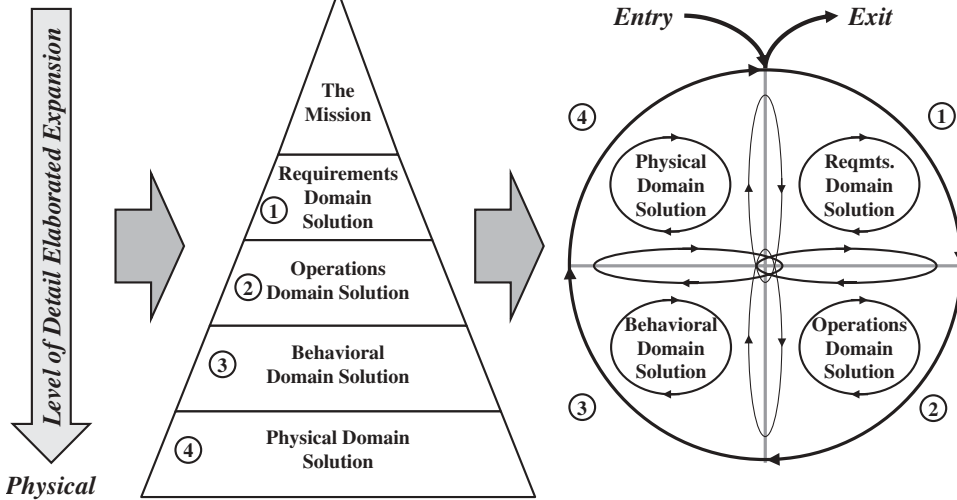 Level of Detail Elaborated Expansion
Physical
The
Mission
Requirements
Domain
Solution
①
Operations
Domain Solution
②
Behavioral
Domain Solution
③
Physical Domain
Solution
④
Entry
Exit
④
①
Physical
Domain
Solution
Reqmts.
Domain
Solution
Behavioral
Domain
Solution
Operations
Domain
Solution
③
②